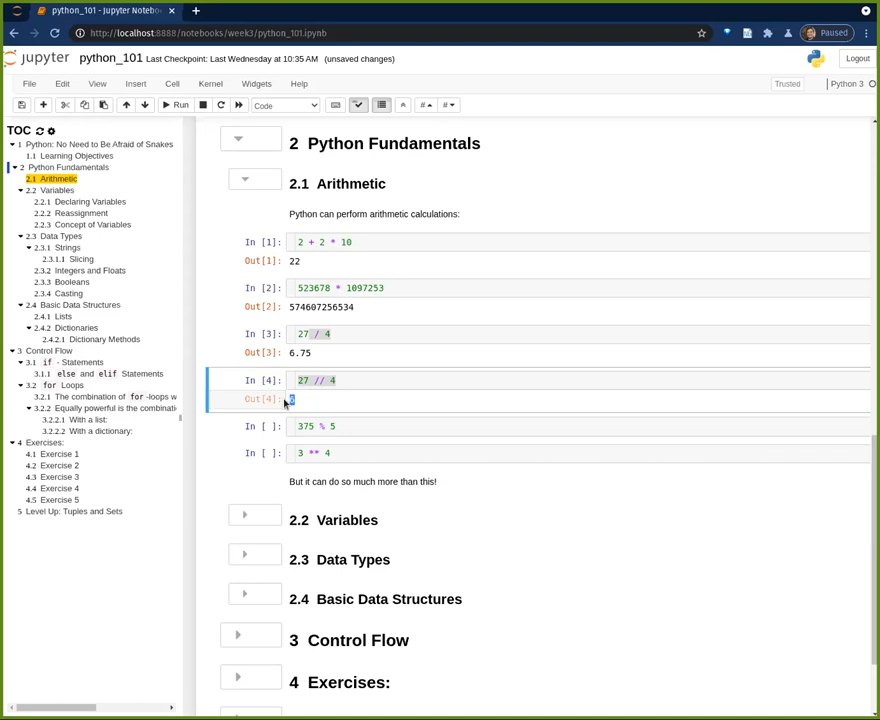 python_101 - Jupyter Notebo
http://localhost:8888/notebooks/week3/python_101.ipynb
Paused
jupyter python_101 Last Checkpoint: Last Wednesday at 10:35 AM (unsaved changes)
Logout
File Edit View Insert Cell Kernel Widgets Help
Trusted
Python 3
Run
Code
TOC
1 Python: No Need to Be Afraid of Snakes
1.1 Learning Objectives
2 Python Fundamentals
2.1 Arithmetic
2.2 Variables
2.2.1 Declaring Variables
2.2.2 Reassignment
2.2.3 Concept of Variables
2.3 Data Types
2.3.1 Strings
2.3.1.1 Slicing
2.3.2 Integers and Floats
2.3.3 Booleans
2.3.4 Casting
2.4 Basic Data Structures
2.4.1 Lists
2.4.2 Dictionaries
2.4.2.1 Dictionary Methods
3 Control Flow
3.1 if - Statements
3.1.1 else and elif Statements
3.2 for Loops
3.2.1 The combination of for -loops w
3.2.2 Equally powerful is the combinati
3.2.2.1 With a list:
3.2.2.2 With a dictionary:
4 Exercises:
4.1 Exercise 1
4.2 Exercise 2
4.3 Exercise 3
4.4 Exercise 4
4.5 Exercise 5
5 Level Up: Tuples and Sets
2 Python Fundamentals
2.1 Arithmetic
Python can perform arithmetic calculations:
In [1]: 2 + 2 * 10
Out[1]: 22
In [2]: 523678 * 1097253
Out[2]: 574607256534
In [3]: 27 / 4
Out[3]: 6.75
In [4]: 27 // 4
Out[4]: 6
In [ ]: 375 % 5
In [ ]: 3 ** 4
But it can do so much more than this!
2.2 Variables
2.3 Data Types
2.4 Basic Data Structures
3 Control Flow
4 Exercises: